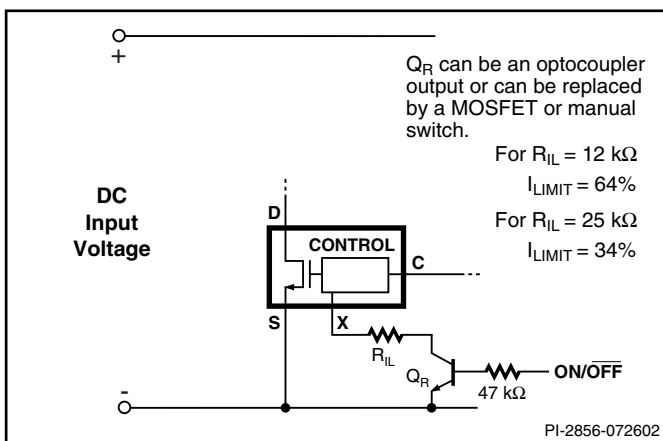 +
Q_R can be an optocoupler
output or can be replaced
by a MOSFET or manual
switch.
For R_IL = 12 kΩ
I_LIMIT = 64%
For R_IL = 25 kΩ
I_LIMIT = 34%
DC
Input
Voltage
D
CONTROL
C
S
X
R_IL
Q_R
47 kΩ
ON/O̅F̅F̅
-
PI-2856-072602